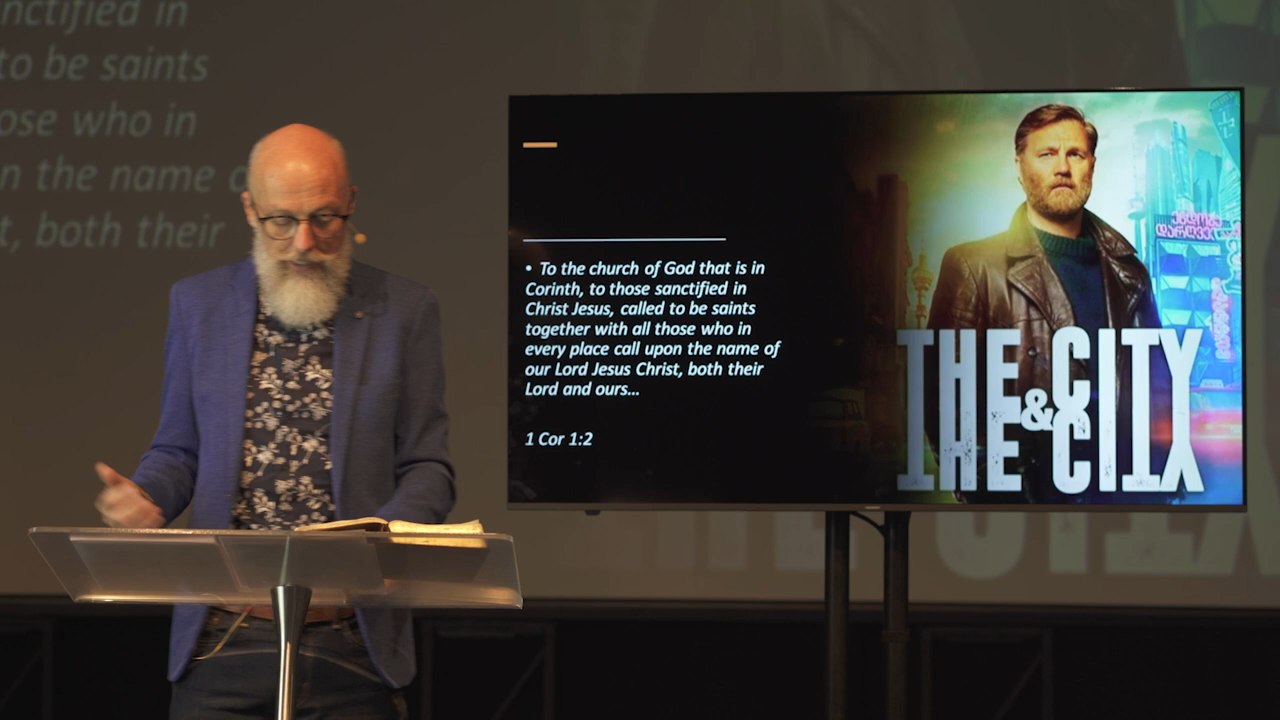 nctified in
to be saints
ose who in
n the name o
t, both their
• To the church of God that is in
Corinth, to those sanctified in
Christ Jesus, called to be saints
together with all those who in
every place call upon the name of
our Lord Jesus Christ, both their
Lord and ours...
1 Cor 1:2
THE CITY
&
THE CITY